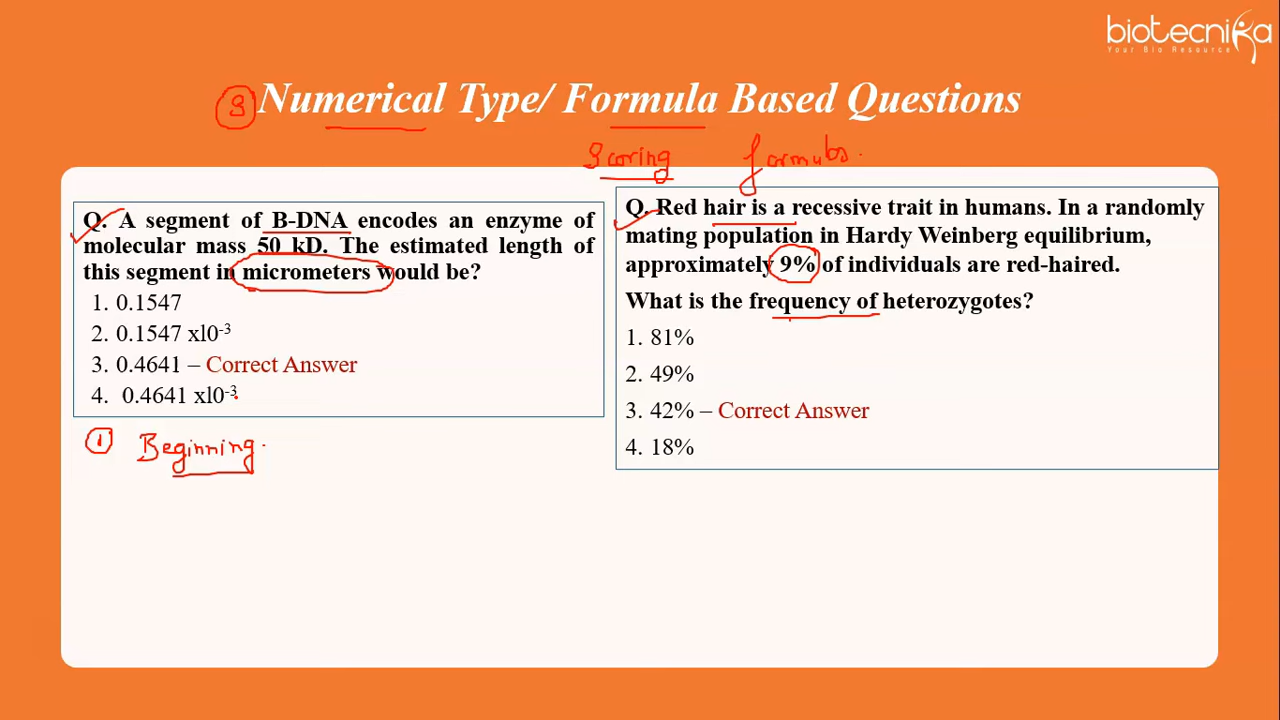 biotecnika
Your Bio Resource
3 Numerical Type/ Formula Based Questions
Scoring formulas.
Q. A segment of B-DNA encodes an enzyme of
molecular mass 50 kD. The estimated length of
this segment in micrometers would be?
1. 0.1547
2. 0.1547 xl0-3
3. 0.4641 – Correct Answer
4. 0.4641 xl0-3
1 Beginning.
Q. Red hair is a recessive trait in humans. In a randomly
mating population in Hardy Weinberg equilibrium,
approximately 9% of individuals are red-haired.
What is the frequency of heterozygotes?
1. 81%
2. 49%
3. 42% – Correct Answer
4. 18%